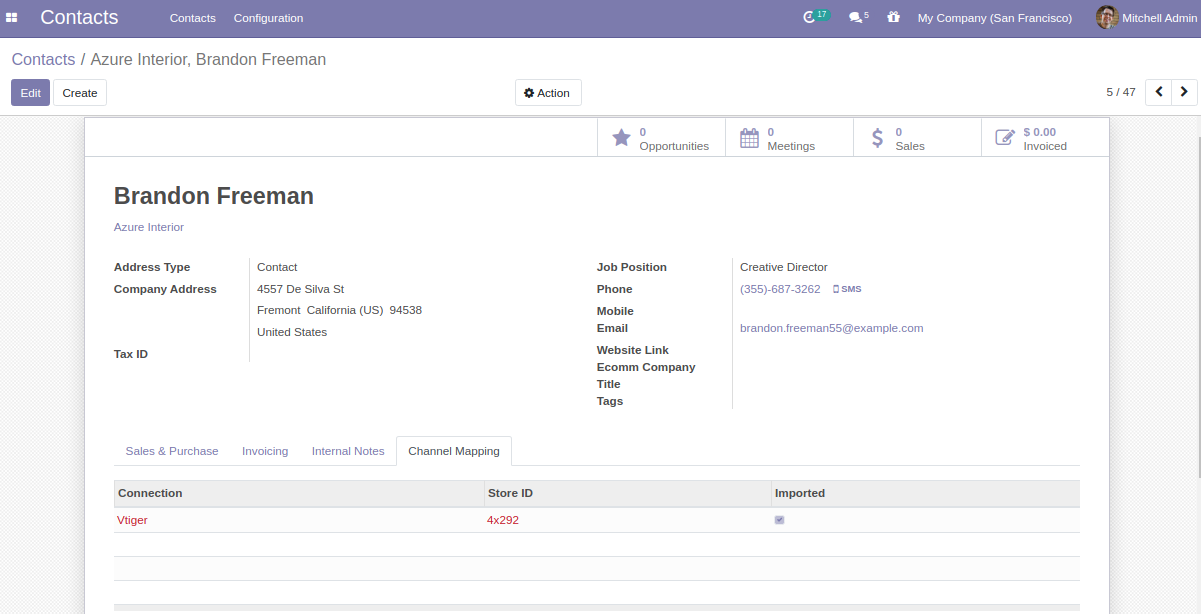 Contacts Contacts Configuration 17 5 My Company (San Francisco) Mitchell Admin
Contacts / Azure Interior, Brandon Freeman
Edit Create Action 5 / 47
0 Opportunities 0 Meetings 0 Sales $ 0.00 Invoiced
Brandon Freeman
Azure Interior
Address Type Contact
Company Address 4557 De Silva St
Fremont California (US) 94538
United States
Tax ID
Job Position Creative Director
Phone (355)-687-3262 SMS
Mobile
Email brandon.freeman55@example.com
Website Link
Ecomm Company
Title
Tags
Sales & Purchase Invoicing Internal Notes Channel Mapping
Connection Store ID Imported
Vtiger 4x292